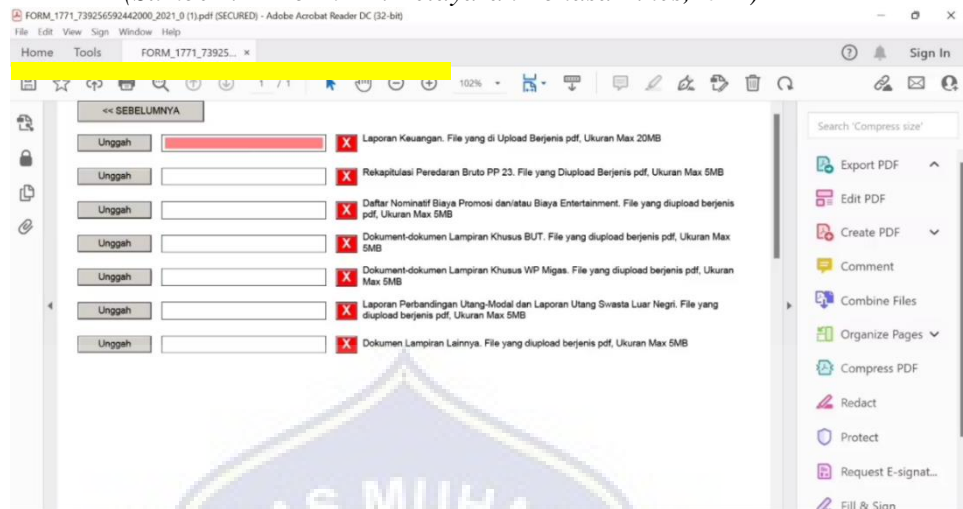 FORM_1771_739256592442000_2021_0 (1).pdf (SECURED) - Adobe Acrobat Reader DC (32-bit)
File Edit View Sign Window Help
Home Tools FORM_1771_73925... × Sign In
1 / 1 102%
<< SEBELUMNYA
Unggah X Laporan Keuangan. File yang di Upload Berjenis pdf, Ukuran Max 20MB
Unggah X Rekapitulasi Peredaran Bruto PP 23. File yang Diupload Berjenis pdf, Ukuran Max 5MB
Unggah X Daftar Nominatif Biaya Promosi dan/atau Biaya Entertainment. File yang diupload berjenis
pdf, Ukuran Max 5MB
Unggah X Dokument-dokumen Lampiran Khusus BUT. File yang diupload berjenis pdf, Ukuran Max
5MB
Unggah X Dokument-dokumen Lampiran Khusus WP Migas. File yang diupload berjenis pdf, Ukuran
Max 5MB
Unggah X Laporan Perbandingan Utang-Modal dan Laporan Utang Swasta Luar Negri. File yang
diupload berjenis pdf, Ukuran Max 5MB
Unggah X Dokumen Lampiran Lainnya. File yang diupload berjenis pdf, Ukuran Max 5MB
Search 'Compress size'
Export PDF
Edit PDF
Create PDF
Comment
Combine Files
Organize Pages
Compress PDF
Redact
Protect
Request E-signat...
Fill & Sign
AS MUHA